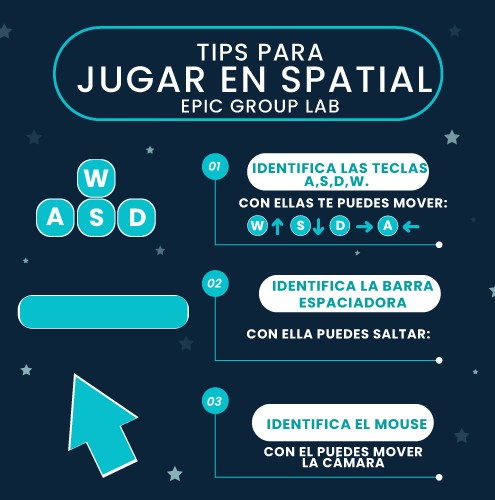 TIPS PARA
JUGAR EN SPATIAL
EPIC GROUP LAB
W
A S D
01
IDENTIFICA LAS TECLAS
A,S,D,W.
CON ELLAS TE PUEDES MOVER:
W ↑ S ↓ D → A ←
02
IDENTIFICA LA BARRA
ESPACIADORA
CON ELLA PUEDES SALTAR:
03
IDENTIFICA EL MOUSE
CON EL PUEDES MOVER
LA CÁMARA